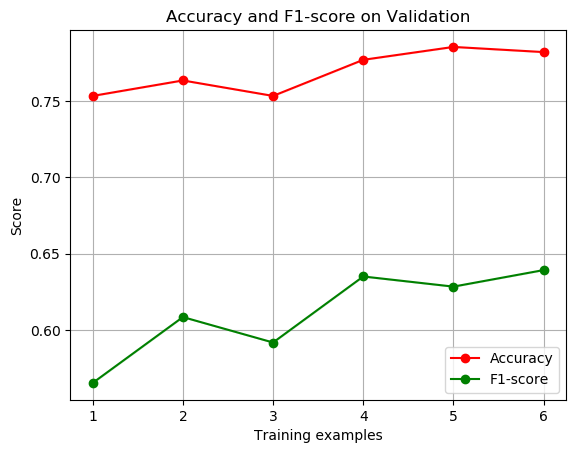 Accuracy and F1-score on Validation
Score
0.75
0.70
0.65
0.60
Accuracy
F1-score
1 2 3 4 5 6
Training examples